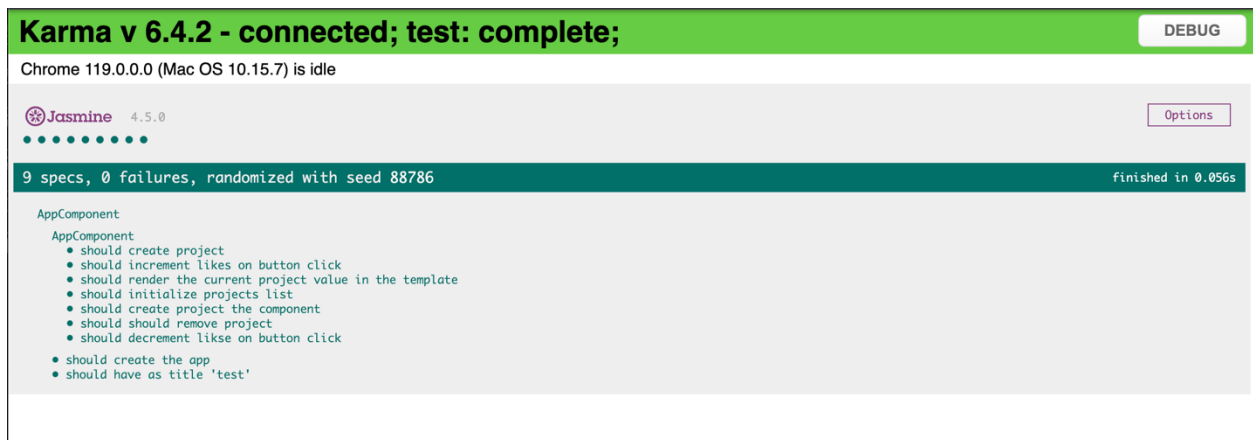 Karma v 6.4.2 - connected; test: complete;
DEBUG
Chrome 119.0.0.0 (Mac OS 10.15.7) is idle
Jasmine 4.5.0
Options
9 specs, 0 failures, randomized with seed 88786
finished in 0.056s
AppComponent
AppComponent
• should create project
• should increment likes on button click
• should render the current project value in the template
• should initialize projects list
• should create project the component
• should should remove project
• should decrement likse on button click
• should create the app
• should have as title 'test'